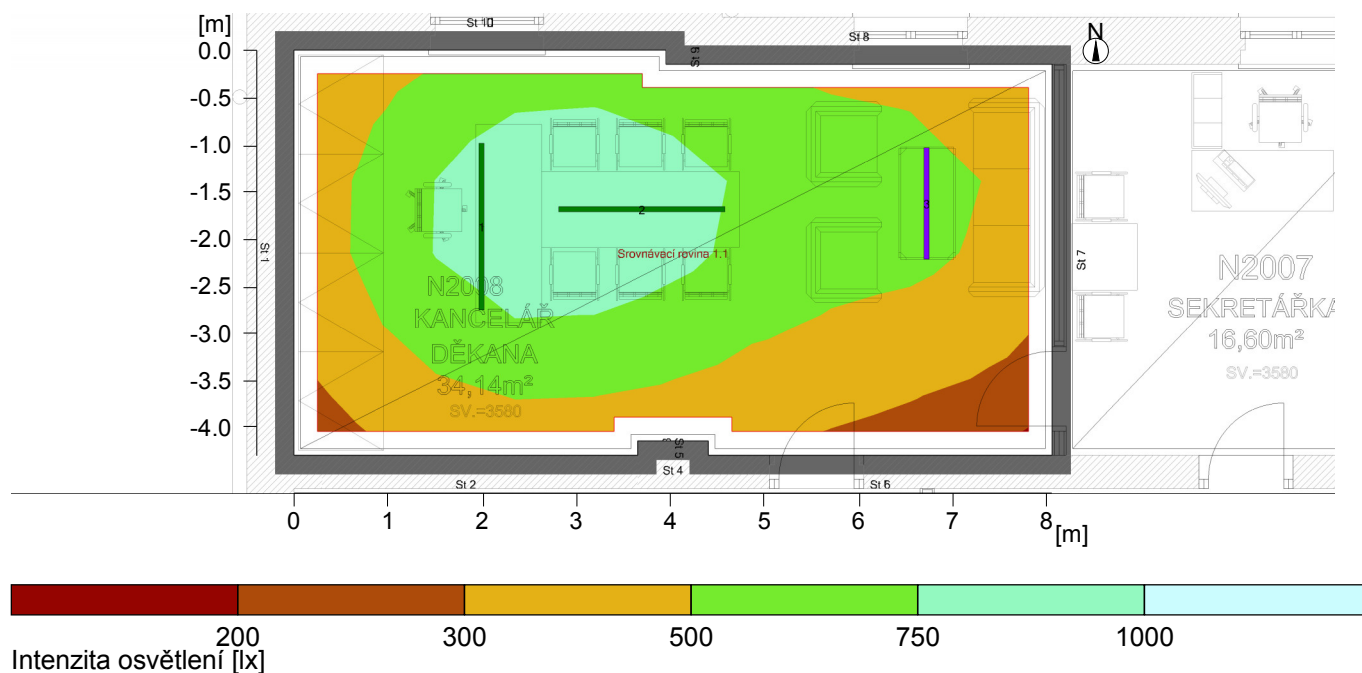 [m]
St 10
St 8
N
St 9
0.0
-0.5
-1.0
-1.5
-2.0
-2.5
-3.0
-3.5
-4.0
1
2
3
Srovnávací rovina 1.1
St 1
St 7
N2008
KANCELÁŘ
DĚKANA
34,14m²
SV.=3580
N2007
SEKRETÁŘKA
16,60m²
SV.=3580
3
St 5
St 4
St 2
St 6
0 1 2 3 4 5 6 7 8 [m]
200 300 500 750 1000
Intenzita osvětlení [lx]